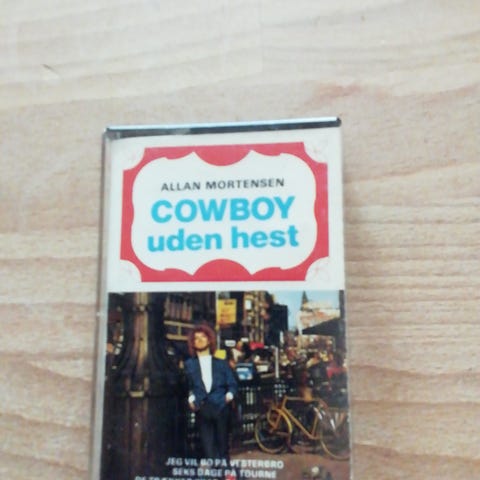 ALLAN MORTENSEN
COWBOY
uden hest
JEG VIL BO PÅ VESTERBRO
SEKS DAGE PÅ TOURNE